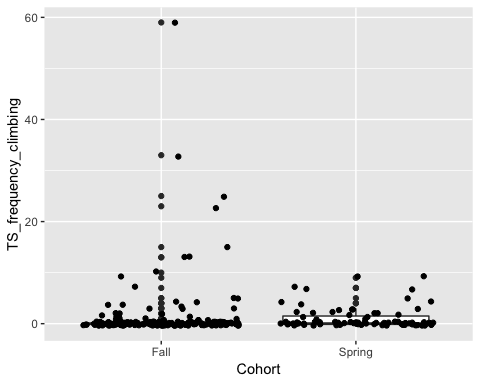 60
40
20
0
TS_frequency_climbing
Fall
Spring
Cohort